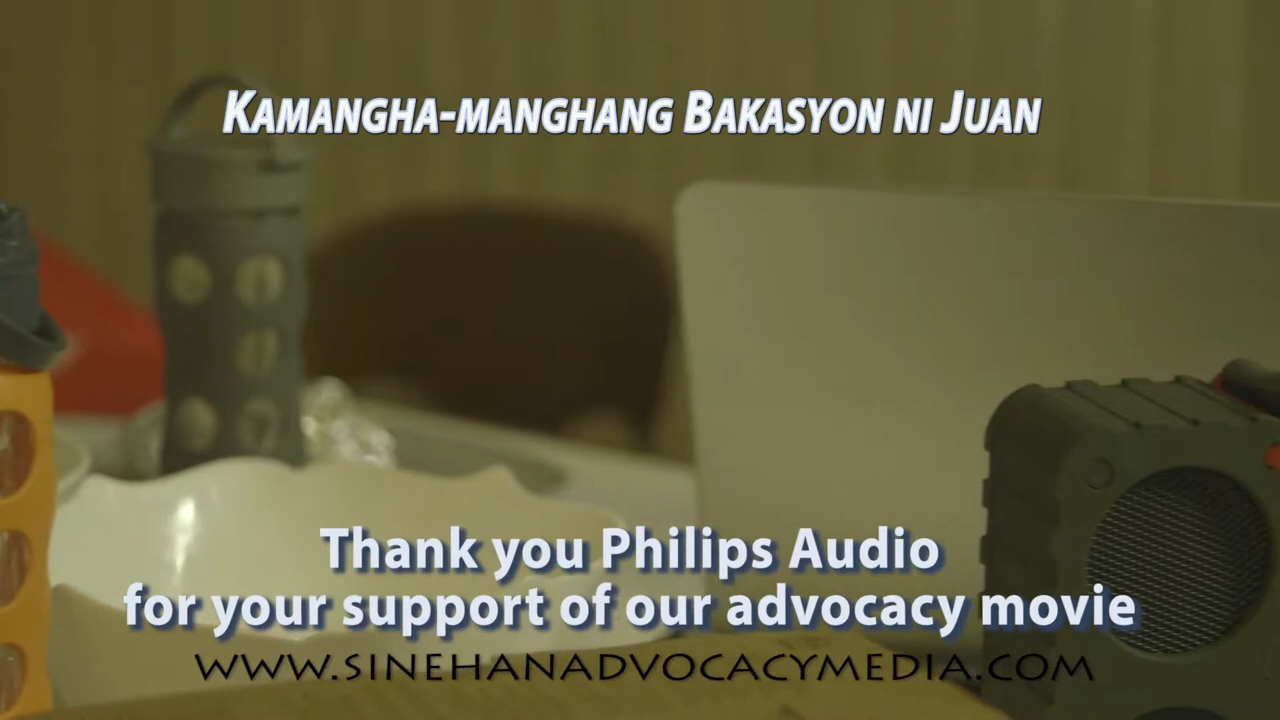 Kamangha-manghang Bakasyon ni Juan
Thank you Philips Audio
for your support of our advocacy movie
www.sinehanadvocacymedia.com